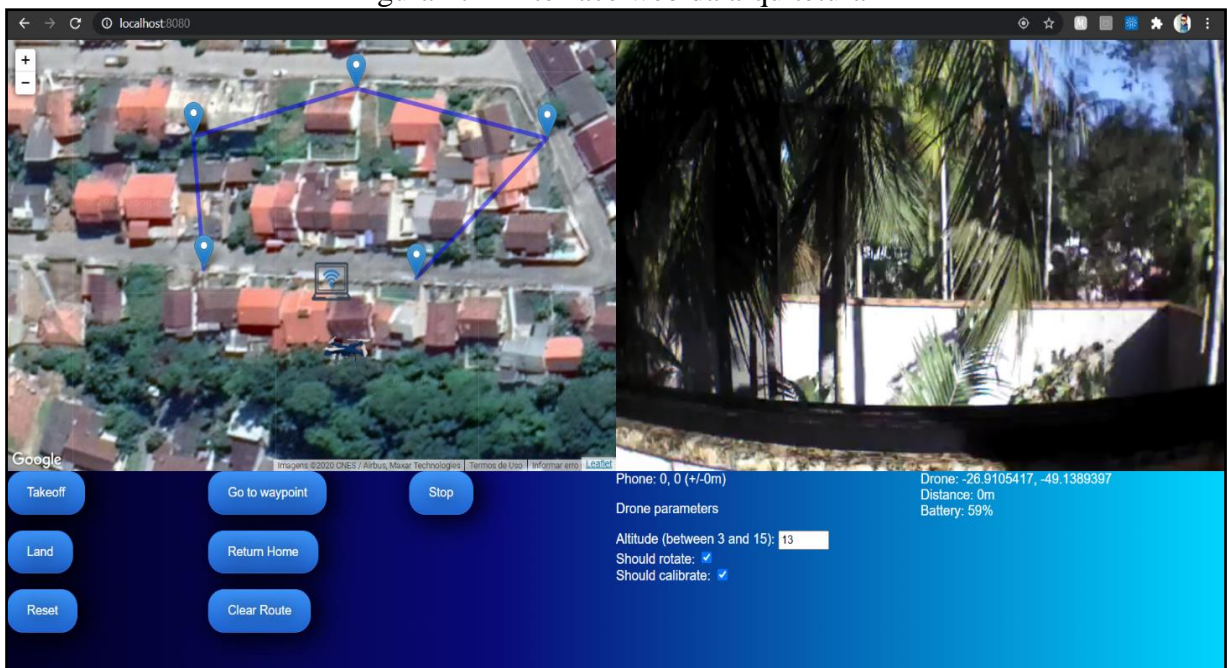 localhost:8080
+
−
Google
Imagens ©2020 CNES / Airbus, Maxar Technologies | Termos de Uso | Informar erro | Leaflet
Takeoff
Go to waypoint
Stop
Land
Return Home
Reset
Clear Route
Phone: 0, 0 (+/-0m)
Drone parameters
Altitude (between 3 and 15): 13
Should rotate:
Should calibrate:
Drone: -26.9105417, -49.1389397
Distance: 0m
Battery: 59%